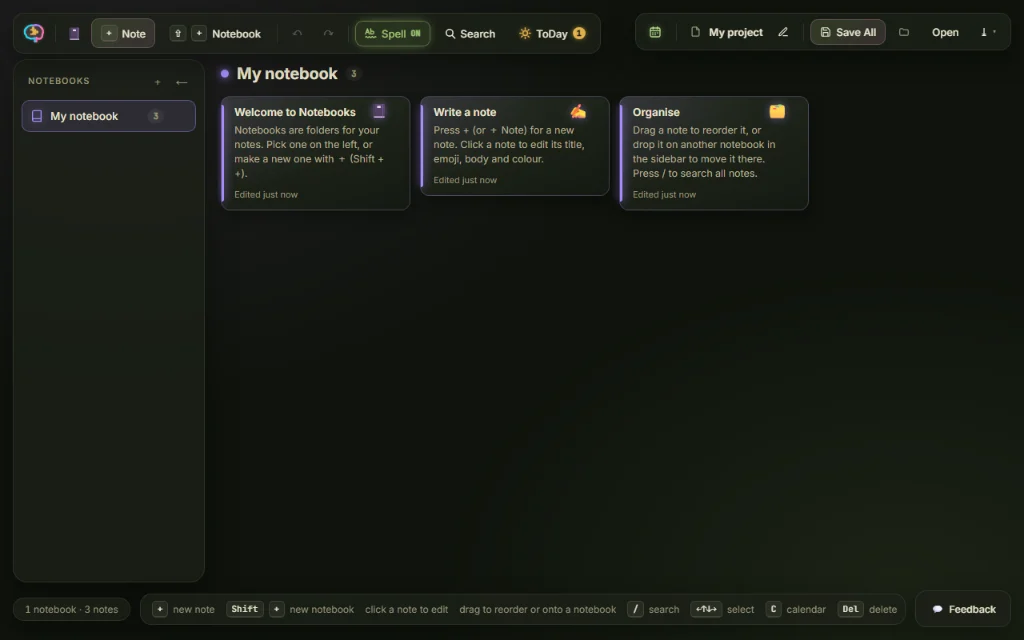 + Note
⇧ + Notebook
Ab Spell ON
Search
ToDay 1
My project
Save All
Open
NOTEBOOKS + ←
My notebook 3
My notebook 3
Welcome to Notebooks
Notebooks are folders for your
notes. Pick one on the left, or
make a new one with + (Shift +
+).
Edited just now
Write a note
Press + (or + Note) for a new
note. Click a note to edit its title,
emoji, body and colour.
Edited just now
Organise
Drag a note to reorder it, or
drop it on another notebook in
the sidebar to move it there.
Press / to search all notes.
Edited just now
1 notebook · 3 notes
+ new note Shift + new notebook click a note to edit drag to reorder or onto a notebook / search ←↑↓→ select C calendar Del delete
Feedback